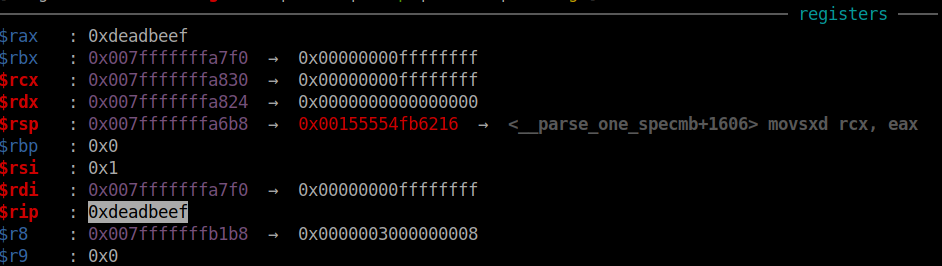 registers
$rax : 0xdeadbeef
$rbx : 0x007fffffffa7f0 → 0x00000000ffffffff
$rcx : 0x007fffffffa830 → 0x00000000ffffffff
$rdx : 0x007fffffffa824 → 0x0000000000000000
$rsp : 0x007fffffffa6b8 → 0x00155554fb6216 → <__parse_one_specmb+1606> movsxd rcx, eax
$rbp : 0x0
$rsi : 0x1
$rdi : 0x007fffffffa7f0 → 0x00000000ffffffff
$rip : 0xdeadbeef
$r8 : 0x007fffffffb1b8 → 0x0000003000000008
$r9 : 0x0